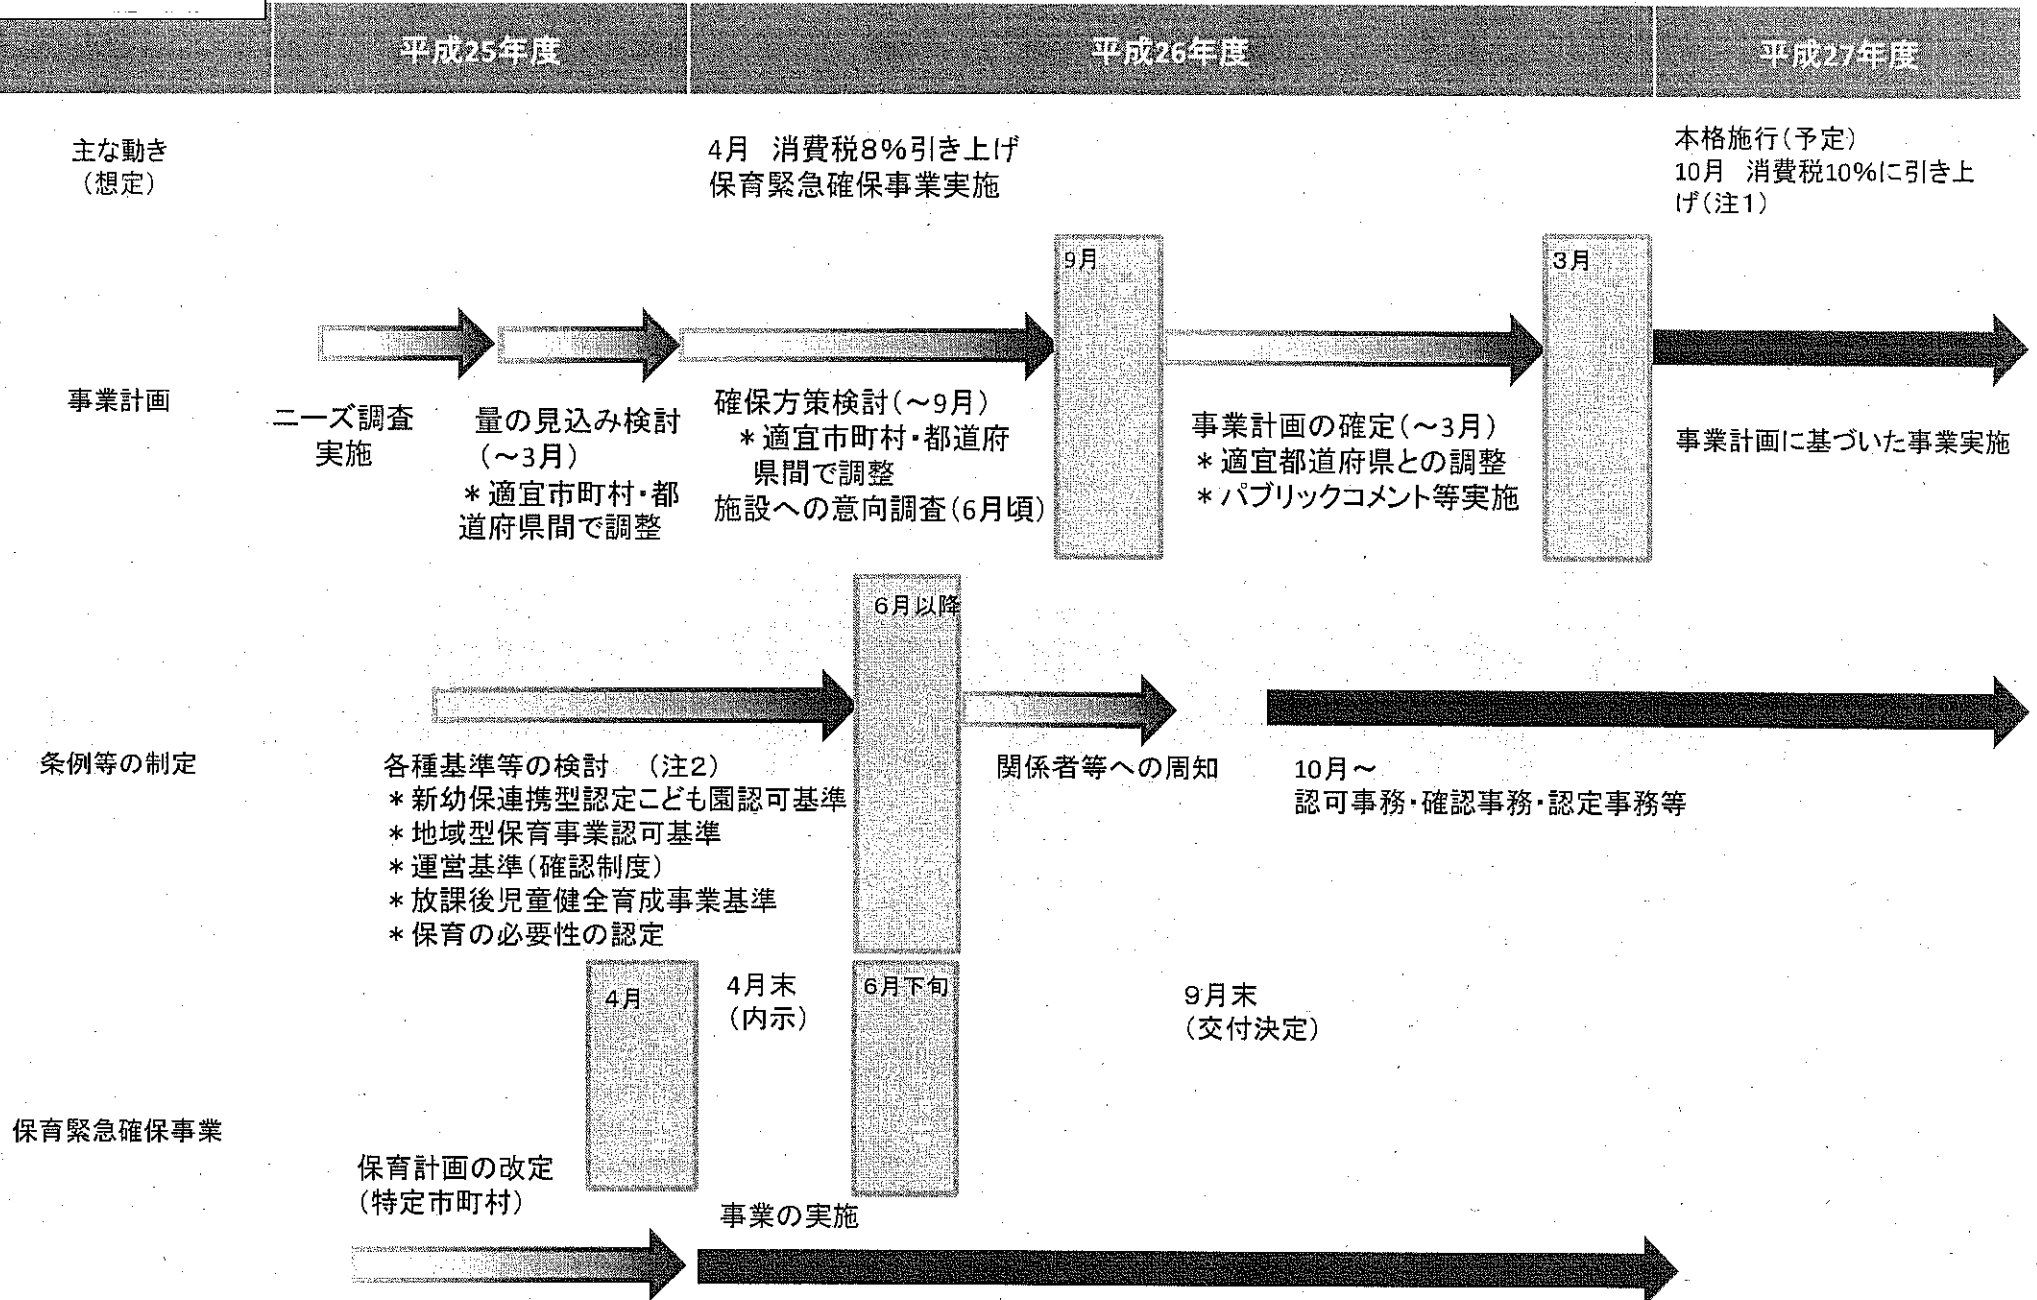 平成25年度
平成26年度
平成27年度
主な動き
(想定)
4月 消費税8%引き上げ
保育緊急確保事業実施
本格施行(予定)
10月 消費税10%に引き上
げ(注1)
9月
3月
事業計画
ニーズ調査
実施
量の見込み検討
(～3月)
＊適宜市町村・都
道府県間で調整
確保方策検討(～9月)
＊適宜市町村・都道府
県間で調整
施設への意向調査(6月頃)
事業計画の確定(～3月)
＊適宜都道府県との調整
＊パブリックコメント等実施
事業計画に基づいた事業実施
6月以降
条例等の制定
各種基準等の検討 (注2)
＊新幼保連携型認定こども園認可基準
＊地域型保育事業認可基準
＊運営基準(確認制度)
＊放課後児童健全育成事業基準
＊保育の必要性の認定
関係者等への周知
10月～
認可事務・確認事務・認定事務等
4月
4月末
(内示)
6月下旬
9月末
(交付決定)
保育緊急確保事業
保育計画の改定
(特定市町村)
事業の実施